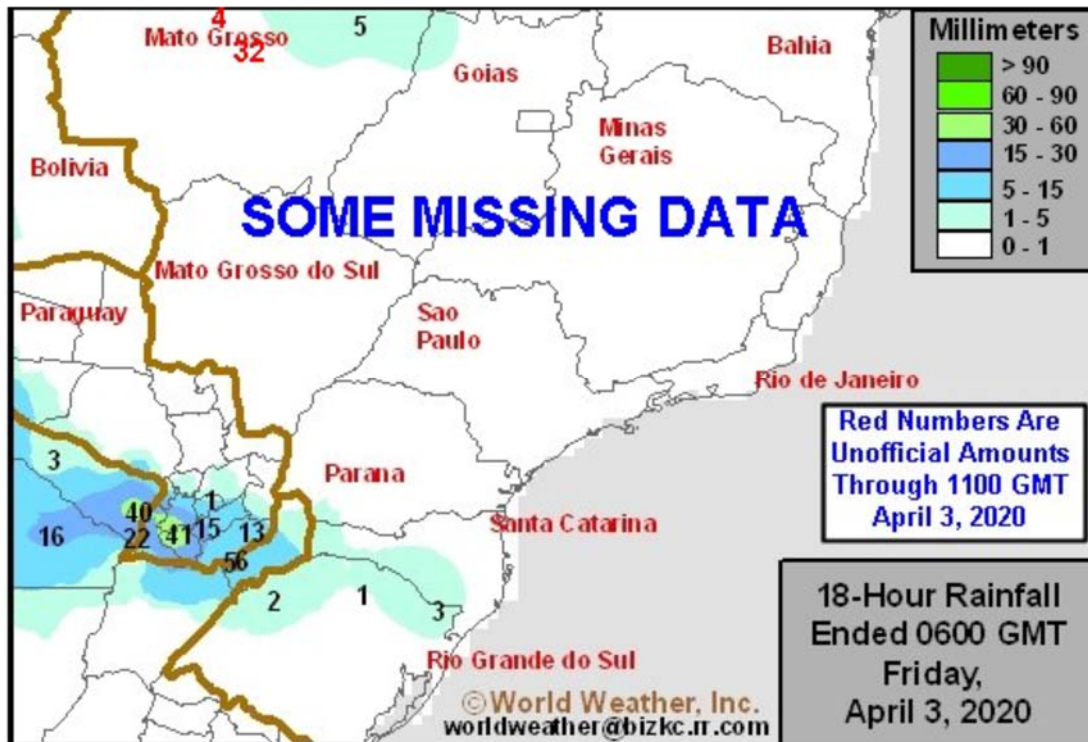 4
Mato Grosso
32
5
Goias
Bahia
Minas
Gerais
Bolivia
SOME MISSING DATA
Mato Grosso do Sul
Paraguay
Sao
Paulo
Rio de Janeiro
Parana
Santa Catarina
3
1
40
16
22
41
15
13
56
2
1
3
Rio Grande do Sul
©World Weather, Inc.
worldweather@bizkc.rr.com
Millimeters
> 90
60 - 90
30 - 60
15 - 30
5 - 15
1 - 5
0 - 1
Red Numbers Are
Unofficial Amounts
Through 1100 GMT
April 3, 2020
18-Hour Rainfall
Ended 0600 GMT
Friday,
April 3, 2020